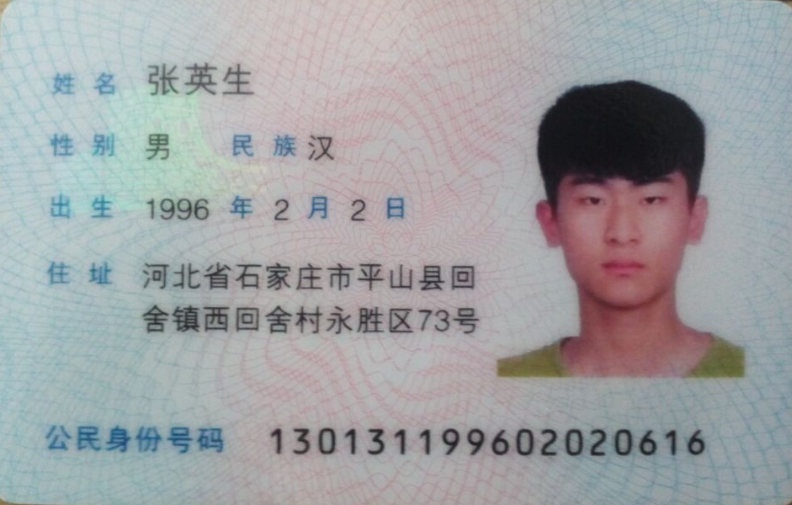 姓名 张英生
性别 男 民族 汉
出生 1996 年 2 月 2 日
住址 河北省石家庄市平山县回
舍镇西回舍村永胜区73号
公民身份号码 130131199602020616